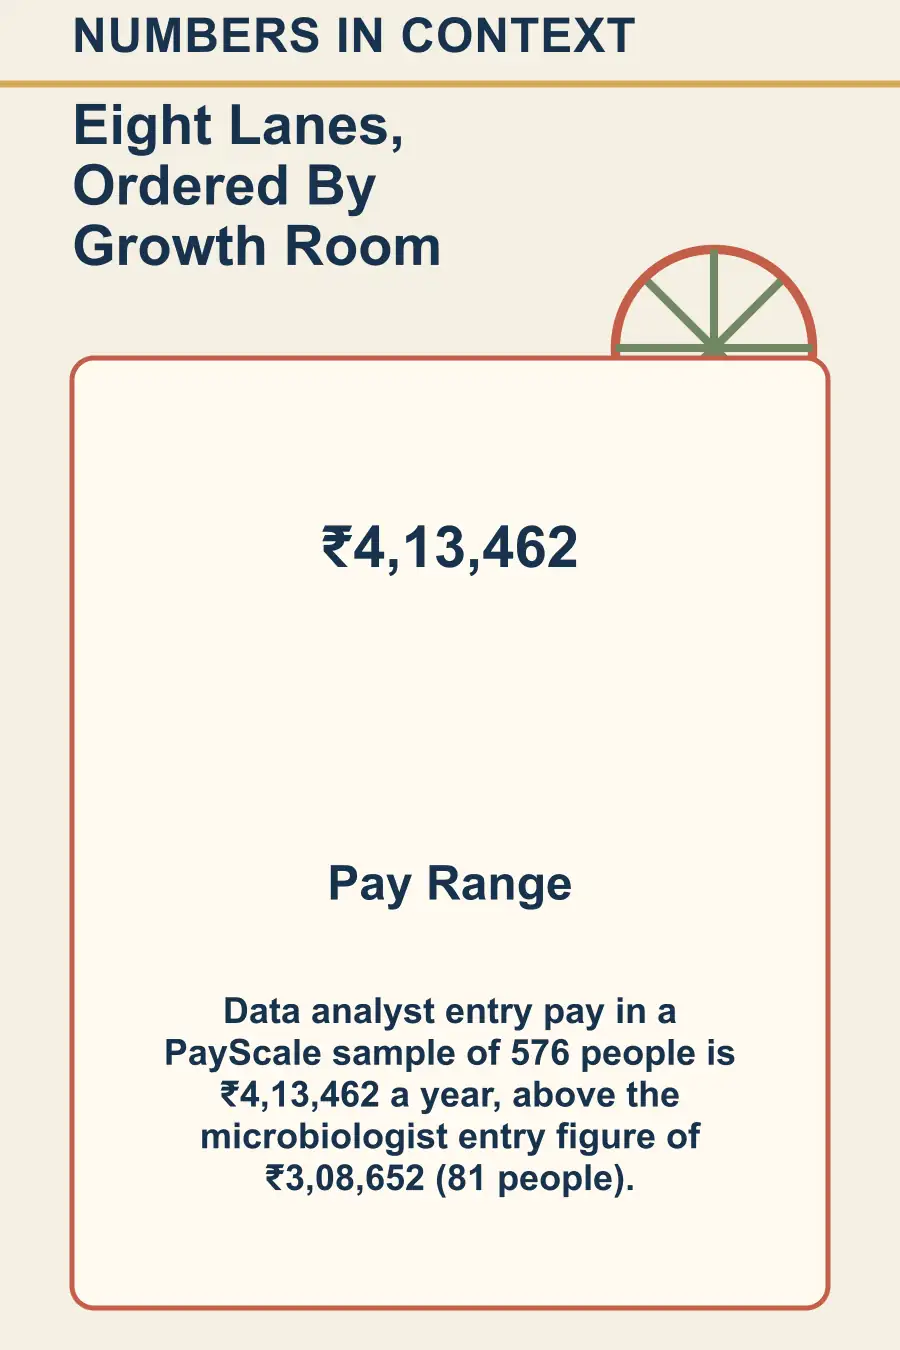 NUMBERS IN CONTEXT
Eight Lanes,
Ordered By
Growth Room
₹4,13,462
Pay Range
Data analyst entry pay in a
PayScale sample of 576 people is
₹4,13,462 a year, above the
microbiologist entry figure of
₹3,08,652 (81 people).